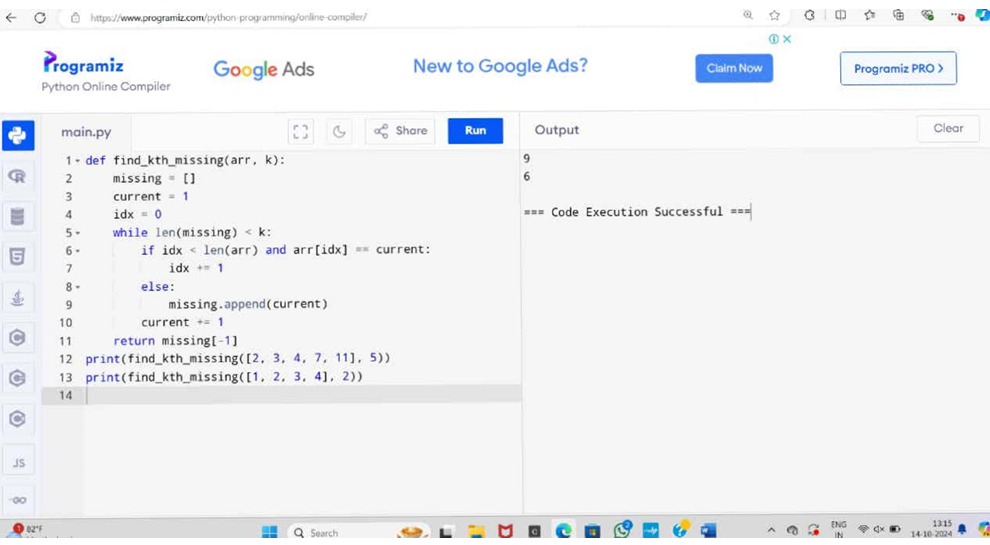 https://www.programiz.com/python-programming/online-compiler/
Programiz
Python Online Compiler
Google Ads
New to Google Ads?
Claim Now
Programiz PRO >
main.py
Share
Run
Output
Clear
1 def find_kth_missing(arr, k):
2 missing = []
3 current = 1
4 idx = 0
5 while len(missing) < k:
6 if idx < len(arr) and arr[idx] == current:
7 idx += 1
8 else:
9 missing.append(current)
10 current += 1
11 return missing[-1]
12 print(find_kth_missing([2, 3, 4, 7, 11], 5))
13 print(find_kth_missing([1, 2, 3, 4], 2))
14
9
6
=== Code Execution Successful ===
JS
GO
82°F
Search
ENG
IN
13:15
14-10-2024